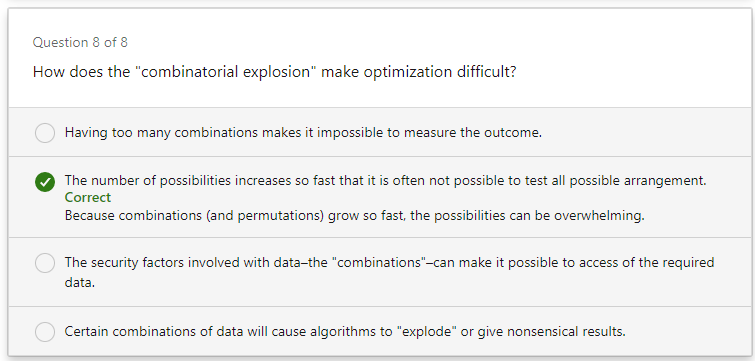 Question 8 of 8
How does the "combinatorial explosion" make optimization difficult?
Having too many combinations makes it impossible to measure the outcome.
The number of possibilities increases so fast that it is often not possible to test all possible arrangement.
Correct
Because combinations (and permutations) grow so fast, the possibilities can be overwhelming.
The security factors involved with data–the "combinations"–can make it possible to access of the required
data.
Certain combinations of data will cause algorithms to "explode" or give nonsensical results.